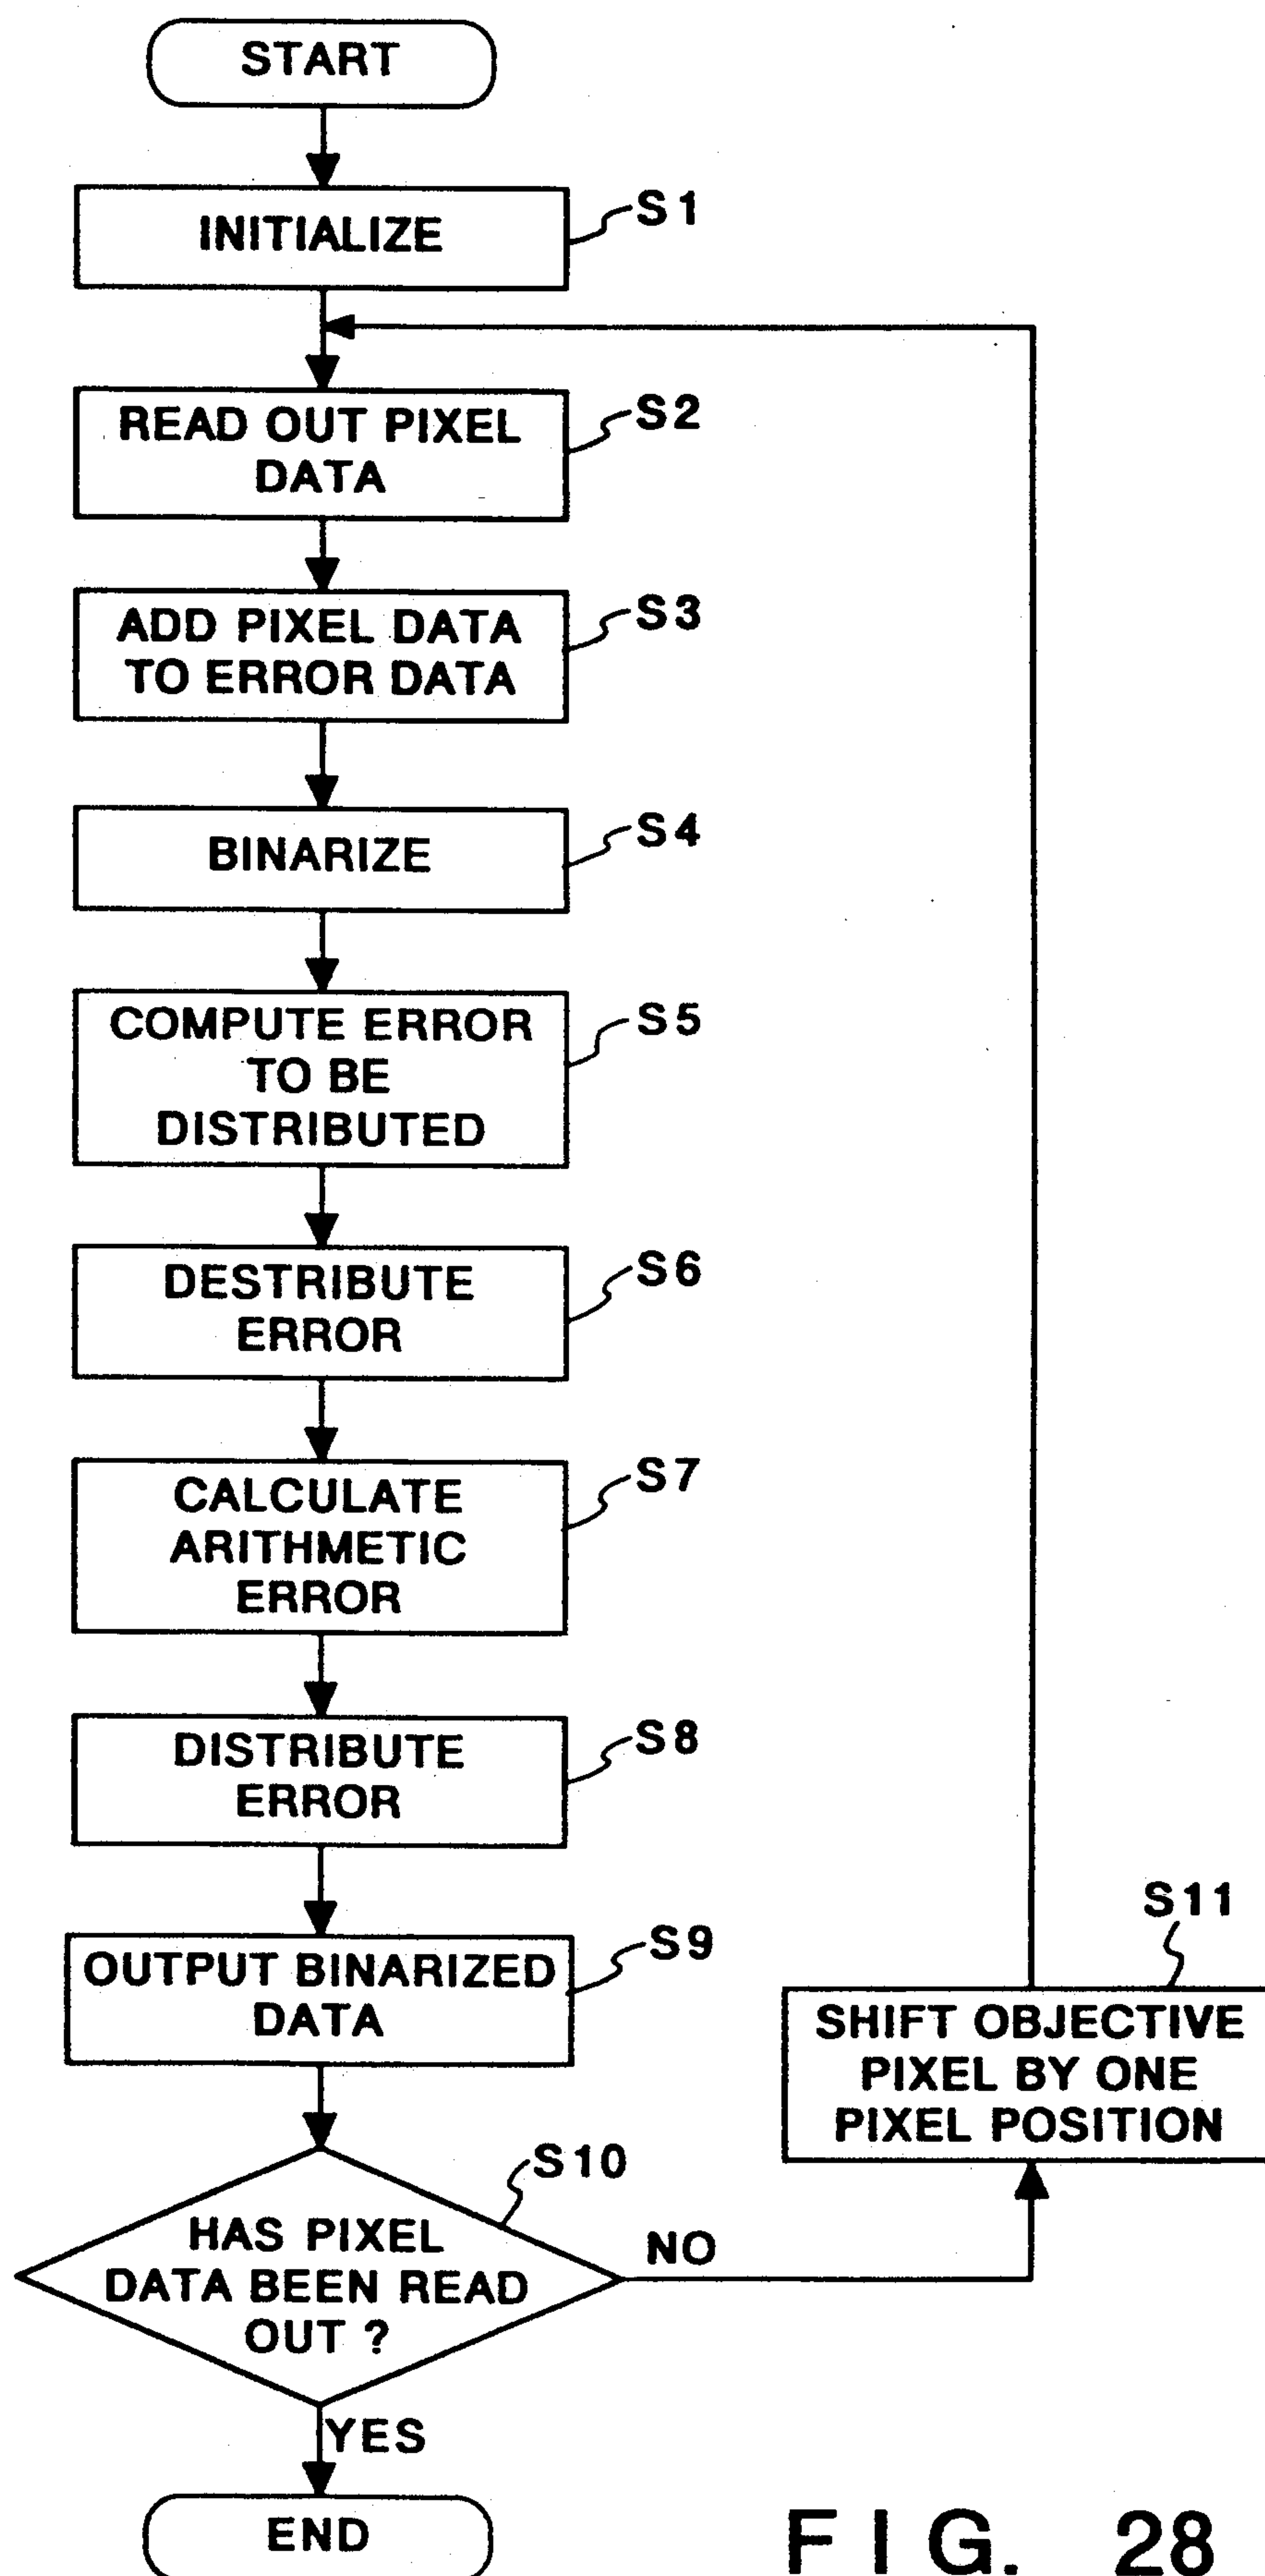 START
INITIALIZE
S1
READ OUT PIXEL
DATA
S2
ADD PIXEL DATA
TO ERROR DATA
S3
BINARIZE
S4
COMPUTE ERROR
TO BE
DISTRIBUTED
S5
DESTRIBUTE
ERROR
S6
CALCULATE
ARITHMETIC
ERROR
S7
DISTRIBUTE
ERROR
S8
OUTPUT BINARIZED
DATA
S9
S11
SHIFT OBJECTIVE
PIXEL BY ONE
PIXEL POSITION
S10
HAS PIXEL
DATA BEEN READ
OUT ?
NO
YES
END
FIG. 28